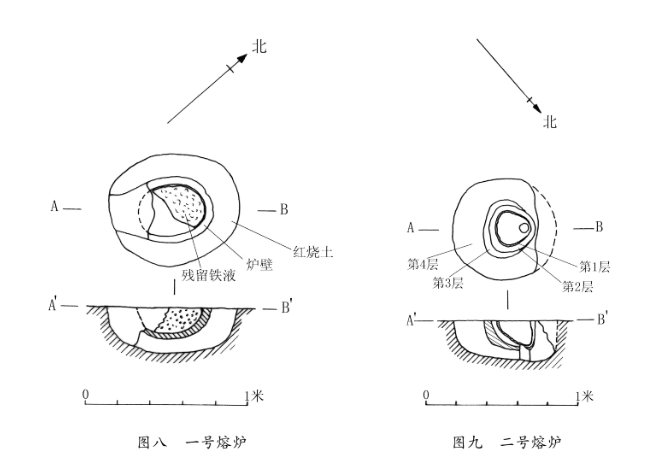 北
A
B
红烧土
炉壁
残留铁液
A'
B'
0
1米
图八 一号熔炉
北
A
B
第4层
第3层
第1层
第2层
A'
B'
0
1米
图九 二号熔炉